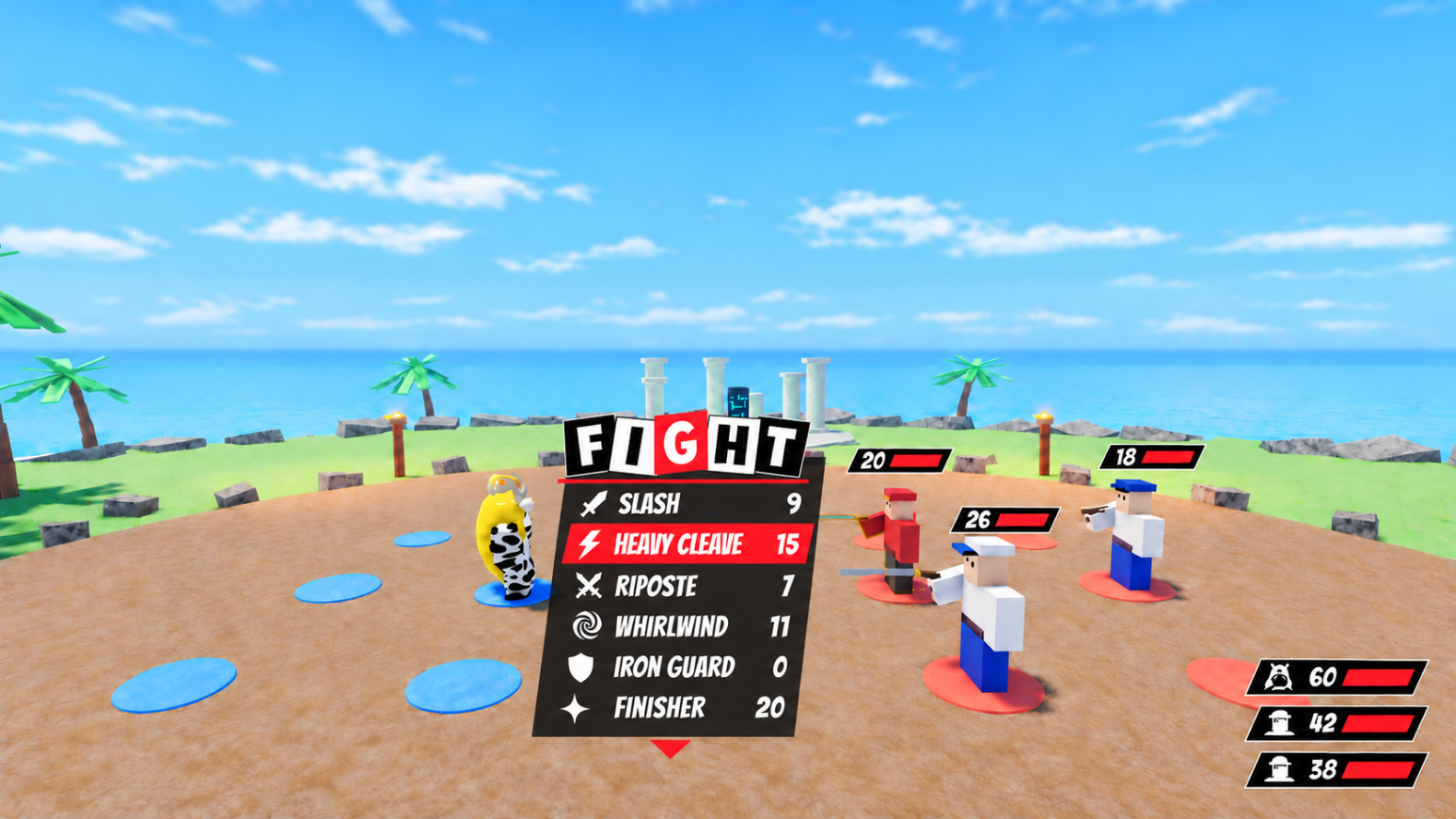 FIGHT
20
18
SLASH 9
26
HEAVY CLEAVE 15
RIPOSTE 7
WHIRLWIND 11
IRON GUARD 0
FINISHER 20
60
42
38